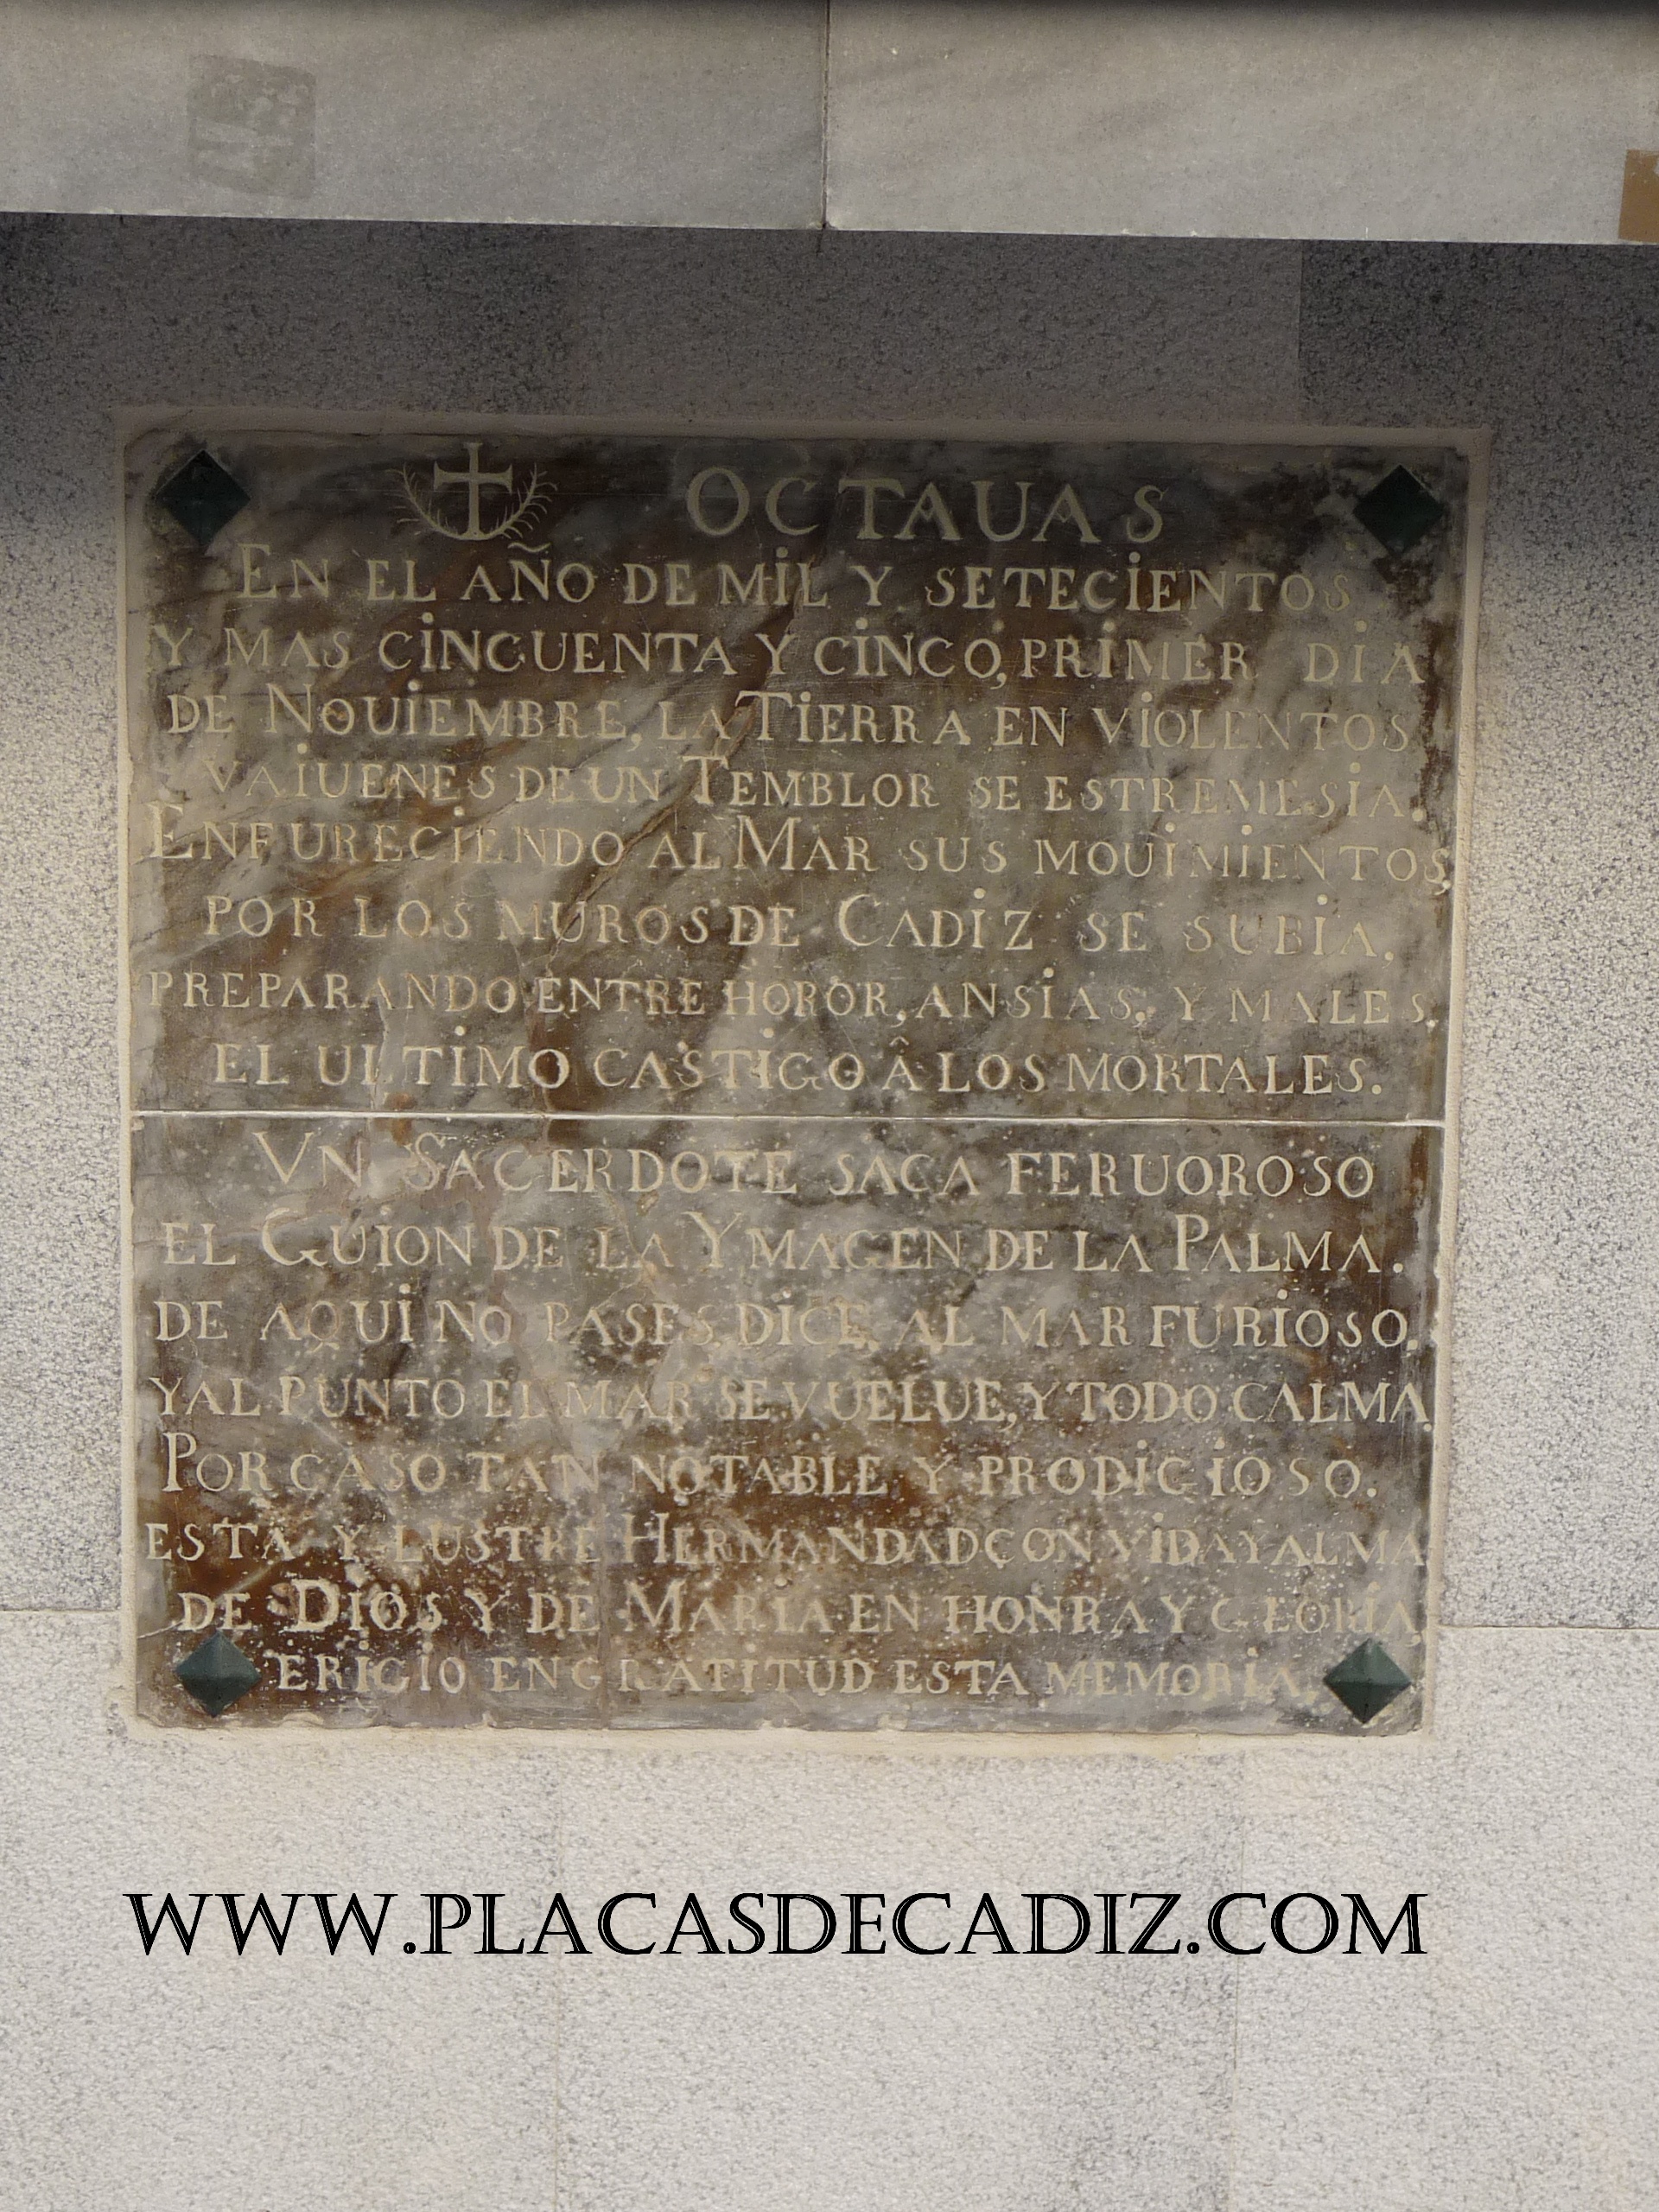 OCTAUAS
EN EL AÑO DE MIL Y SETECIENTOS
Y MAS CINCUENTA Y CINCO, PRIMER DIA
DE NOUIEMBRE, LA TIERRA EN VIOLENTOS
VAIUENES DE UN TEMBLOR SE ESTREMESIA.
ENFURECIENDO AL MAR SUS MOUIMIENTOS,
POR LOS MUROS DE CADIZ SE SUBIA.
PREPARANDO ENTRE HOROR, ANSIAS, Y MALES,
EL ULTIMO CASTIGO Â LOS MORTALES.
VN SACERDOTE SACA FERUOROSO
EL GUION DE LA YMAGEN DE LA PALMA.
DE AQUI NO PASES, DICE, AL MAR FURIOSO,
Y AL PUNTO EL MAR SE VUELUE, Y TODO CALMA
POR CASO TAN NOTABLE Y PRODIGIOSO.
ESTA Y LUSTRE HERMANDAD CON VIDA Y ALMA
DE DIOS Y DE MARIA EN HONRA Y GLORIA,
ERIGIO EN GRATITUD ESTA MEMORIA.
WWW.PLACASDECADIZ.COM